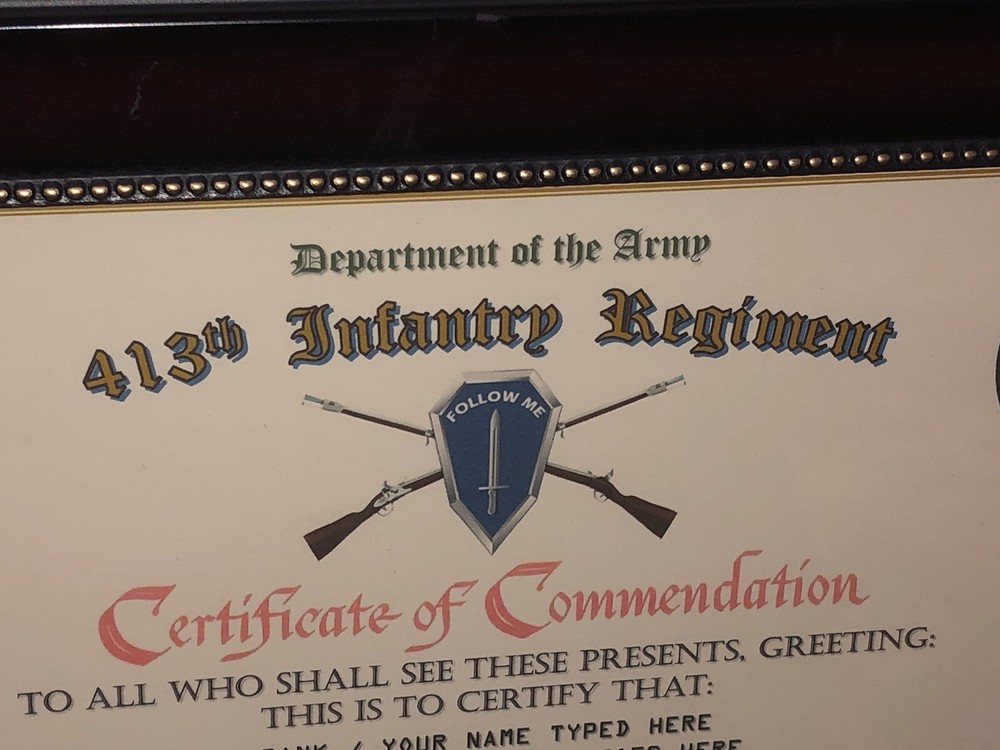 Department of the Army
413th Infantry Regiment
FOLLOW ME
Certificate of Commendation
TO ALL WHO SHALL SEE THESE PRESENTS, GREETING:
THIS IS TO CERTIFY THAT:
/ YOUR NAME TYPED HERE
HERE